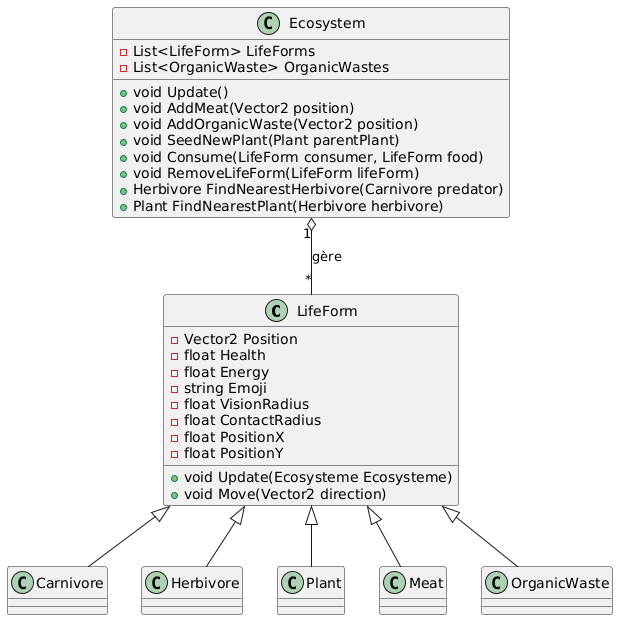 C Ecosystem
List<LifeForm> LifeForms
List<OrganicWaste> OrganicWastes
void Update()
void AddMeat(Vector2 position)
void AddOrganicWaste(Vector2 position)
void SeedNewPlant(Plant parentPlant)
void Consume(LifeForm consumer, LifeForm food)
void RemoveLifeForm(LifeForm lifeForm)
Herbivore FindNearestHerbivore(Carnivore predator)
Plant FindNearestPlant(Herbivore herbivore)
1
gère
*
C LifeForm
Vector2 Position
float Health
float Energy
string Emoji
float VisionRadius
float ContactRadius
float PositionX
float PositionY
void Update(Ecosysteme Ecosysteme)
void Move(Vector2 direction)
C Carnivore
C Herbivore
C Plant
C Meat
C OrganicWaste